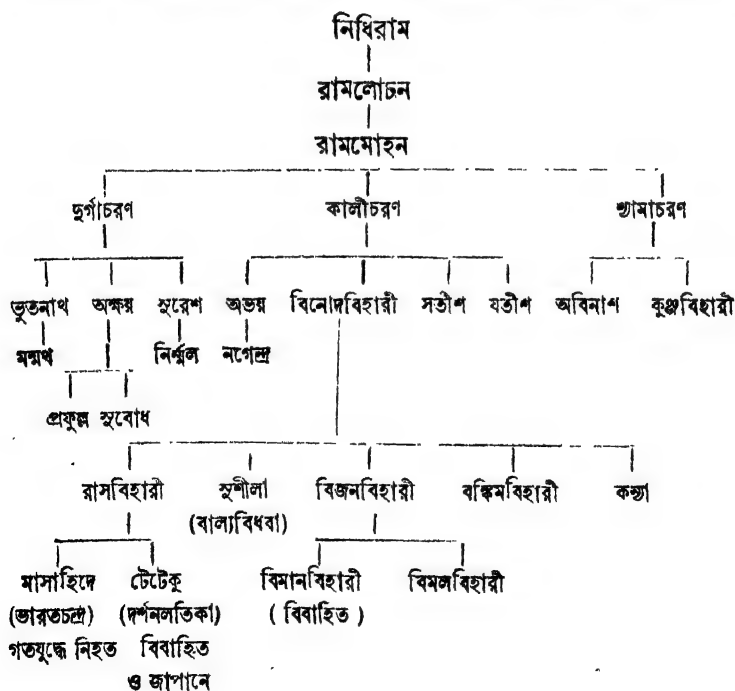 নিধিরাম
রামলোচন
রামমোহন
দুর্গাচরণ কালীচরণ শ্যামাচরণ
ভুতনাথ অক্ষয় সুরেশ অভয় বিনোদবিহারী সতীশ যতীশ অবিনাশ কুঞ্জবিহারী
মন্মথ নির্ম্মল নগেন্দ্র
প্রফুল্ল সুবোধ
রাসবিহারী সুশীলা বিজনবিহারী বঙ্কিমবিহারী কন্যা
(বাল্যবিধবা)
মাসাহিদে টেটেকু বিমানবিহারী বিমলবিহারী
(ভারতচন্দ্র) (দর্শনলতিকা) ( বিবাহিত )
গতযুদ্ধে নিহত বিবাহিত
ও জাপানে